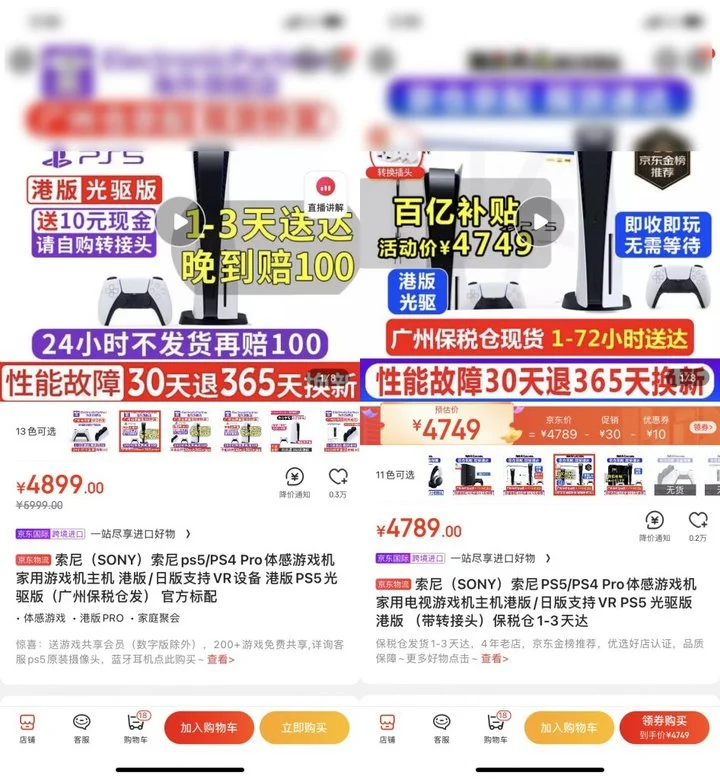 PS5
港版 光驱版
送10元现金
请自购转接头
直播讲解
1-3天送达
晚到赔100
24小时不发货再赔100
性能故障30天退365天换新
1/8
13色可选
¥4899.00
¥5999.00
降价通知
0.3万
京东国际 跨境进口 一站尽享进口好物 >
京东物流 索尼（SONY）索尼ps5/PS4 Pro体感游戏机
家用游戏机主机 港版/日版支持VR设备 港版PS5光
驱版（广州保税仓发） 官方标配
·体感游戏 ·港版PRO ·家庭聚会
惊喜：送游戏共享会员（数字版除外），200+游戏免费共享,详询客
服ps5原装摄像头，蓝牙耳机点此购买~ 查看>
店铺
客服
18
购物车
加入购物车
立即购买
转换插头
京东金榜
推荐
百亿补贴
活动价¥4749
即收即玩
无需等待
港版
光驱
广州保税仓现货 1-72小时送达
性能故障30天退365天换新
预估价
¥4749
京东价 促销 优惠券
= ¥4789 - ¥30 - ¥10
领券>
11色可选
无货
¥4789.00
降价通知
0.2万
京东国际 跨境进口 一站尽享进口好物 >
京东物流 索尼（SONY）索尼PS5/PS4 Pro体感游戏机
家用电视游戏机主机港版/日版支持VR PS5 光驱版
港版 （带转接头）保税仓1-3天达
保税仓发货1-3天达，4年老店，京东金榜推荐，优选好店认证，品质
保障~更多好物点击~ 查看>
店铺
客服
18
购物车
加入购物车
领券购买
到手价¥4749